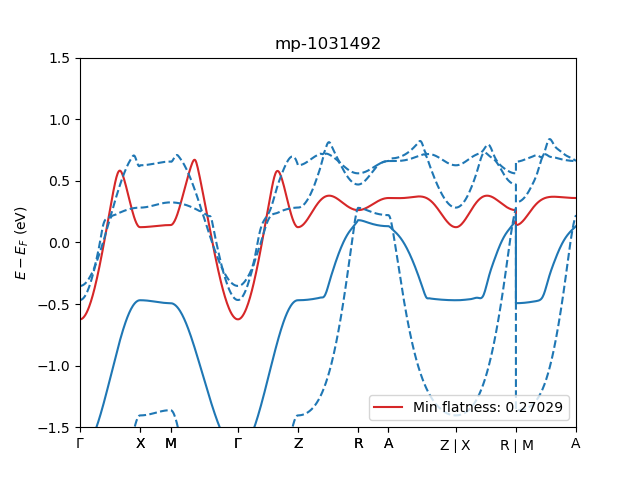 mp-1031492
E − E_F (eV)
1.5
1.0
0.5
0.0
−0.5
−1.0
−1.5
Min flatness: 0.27029
Γ X M Γ Z R A Z | X R | M A